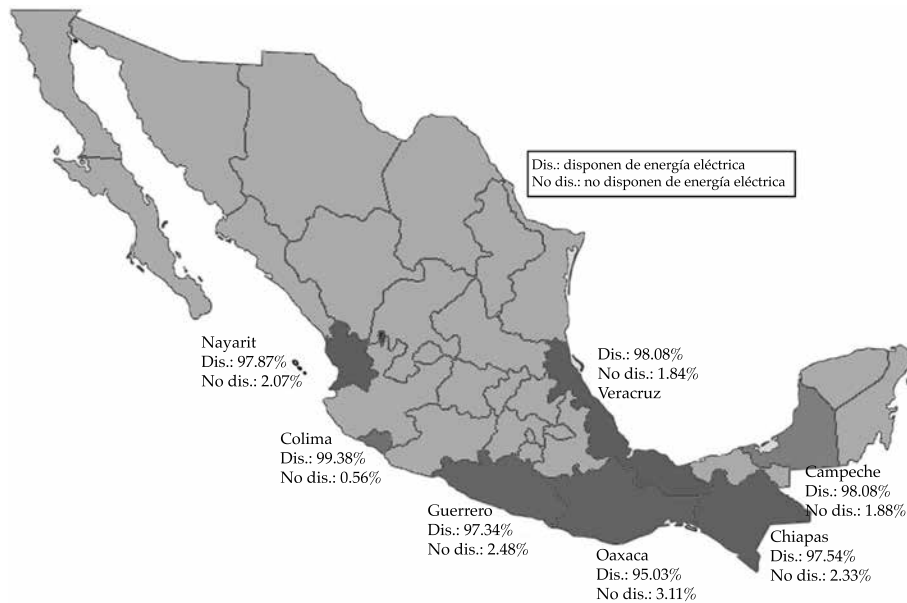 Dis.: disponen de energía eléctrica
No dis.: no disponen de energía eléctrica
Nayarit
Dis.: 97.87%
No dis.: 2.07%
Dis.: 98.08%
No dis.: 1.84%
Veracruz
Colima
Dis.: 99.38%
No dis.: 0.56%
Campeche
Dis.: 98.08%
No dis.: 1.88%
Guerrero
Dis.: 97.34%
No dis.: 2.48%
Chiapas
Dis.: 97.54%
No dis.: 2.33%
Oaxaca
Dis.: 95.03%
No dis.: 3.11%